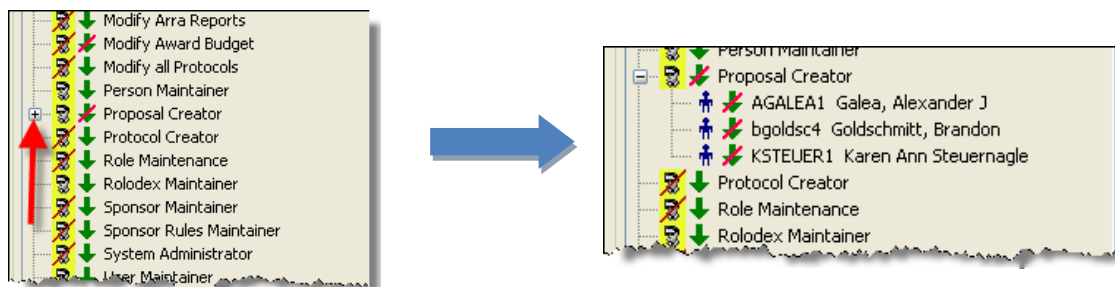 Modify Arra Reports
Modify Award Budget
Modify all Protocols
Person Maintainer
Proposal Creator
Protocol Creator
Role Maintenance
Rolodex Maintainer
Sponsor Maintainer
Sponsor Rules Maintainer
System Administrator
User Maintainer
Person Maintainer
Proposal Creator
AGALEA1 Galea, Alexander J
bgoldsc4 Goldschmitt, Brandon
KSTEUER1 Karen Ann Steuernagle
Protocol Creator
Role Maintenance
Rolodex Maintainer